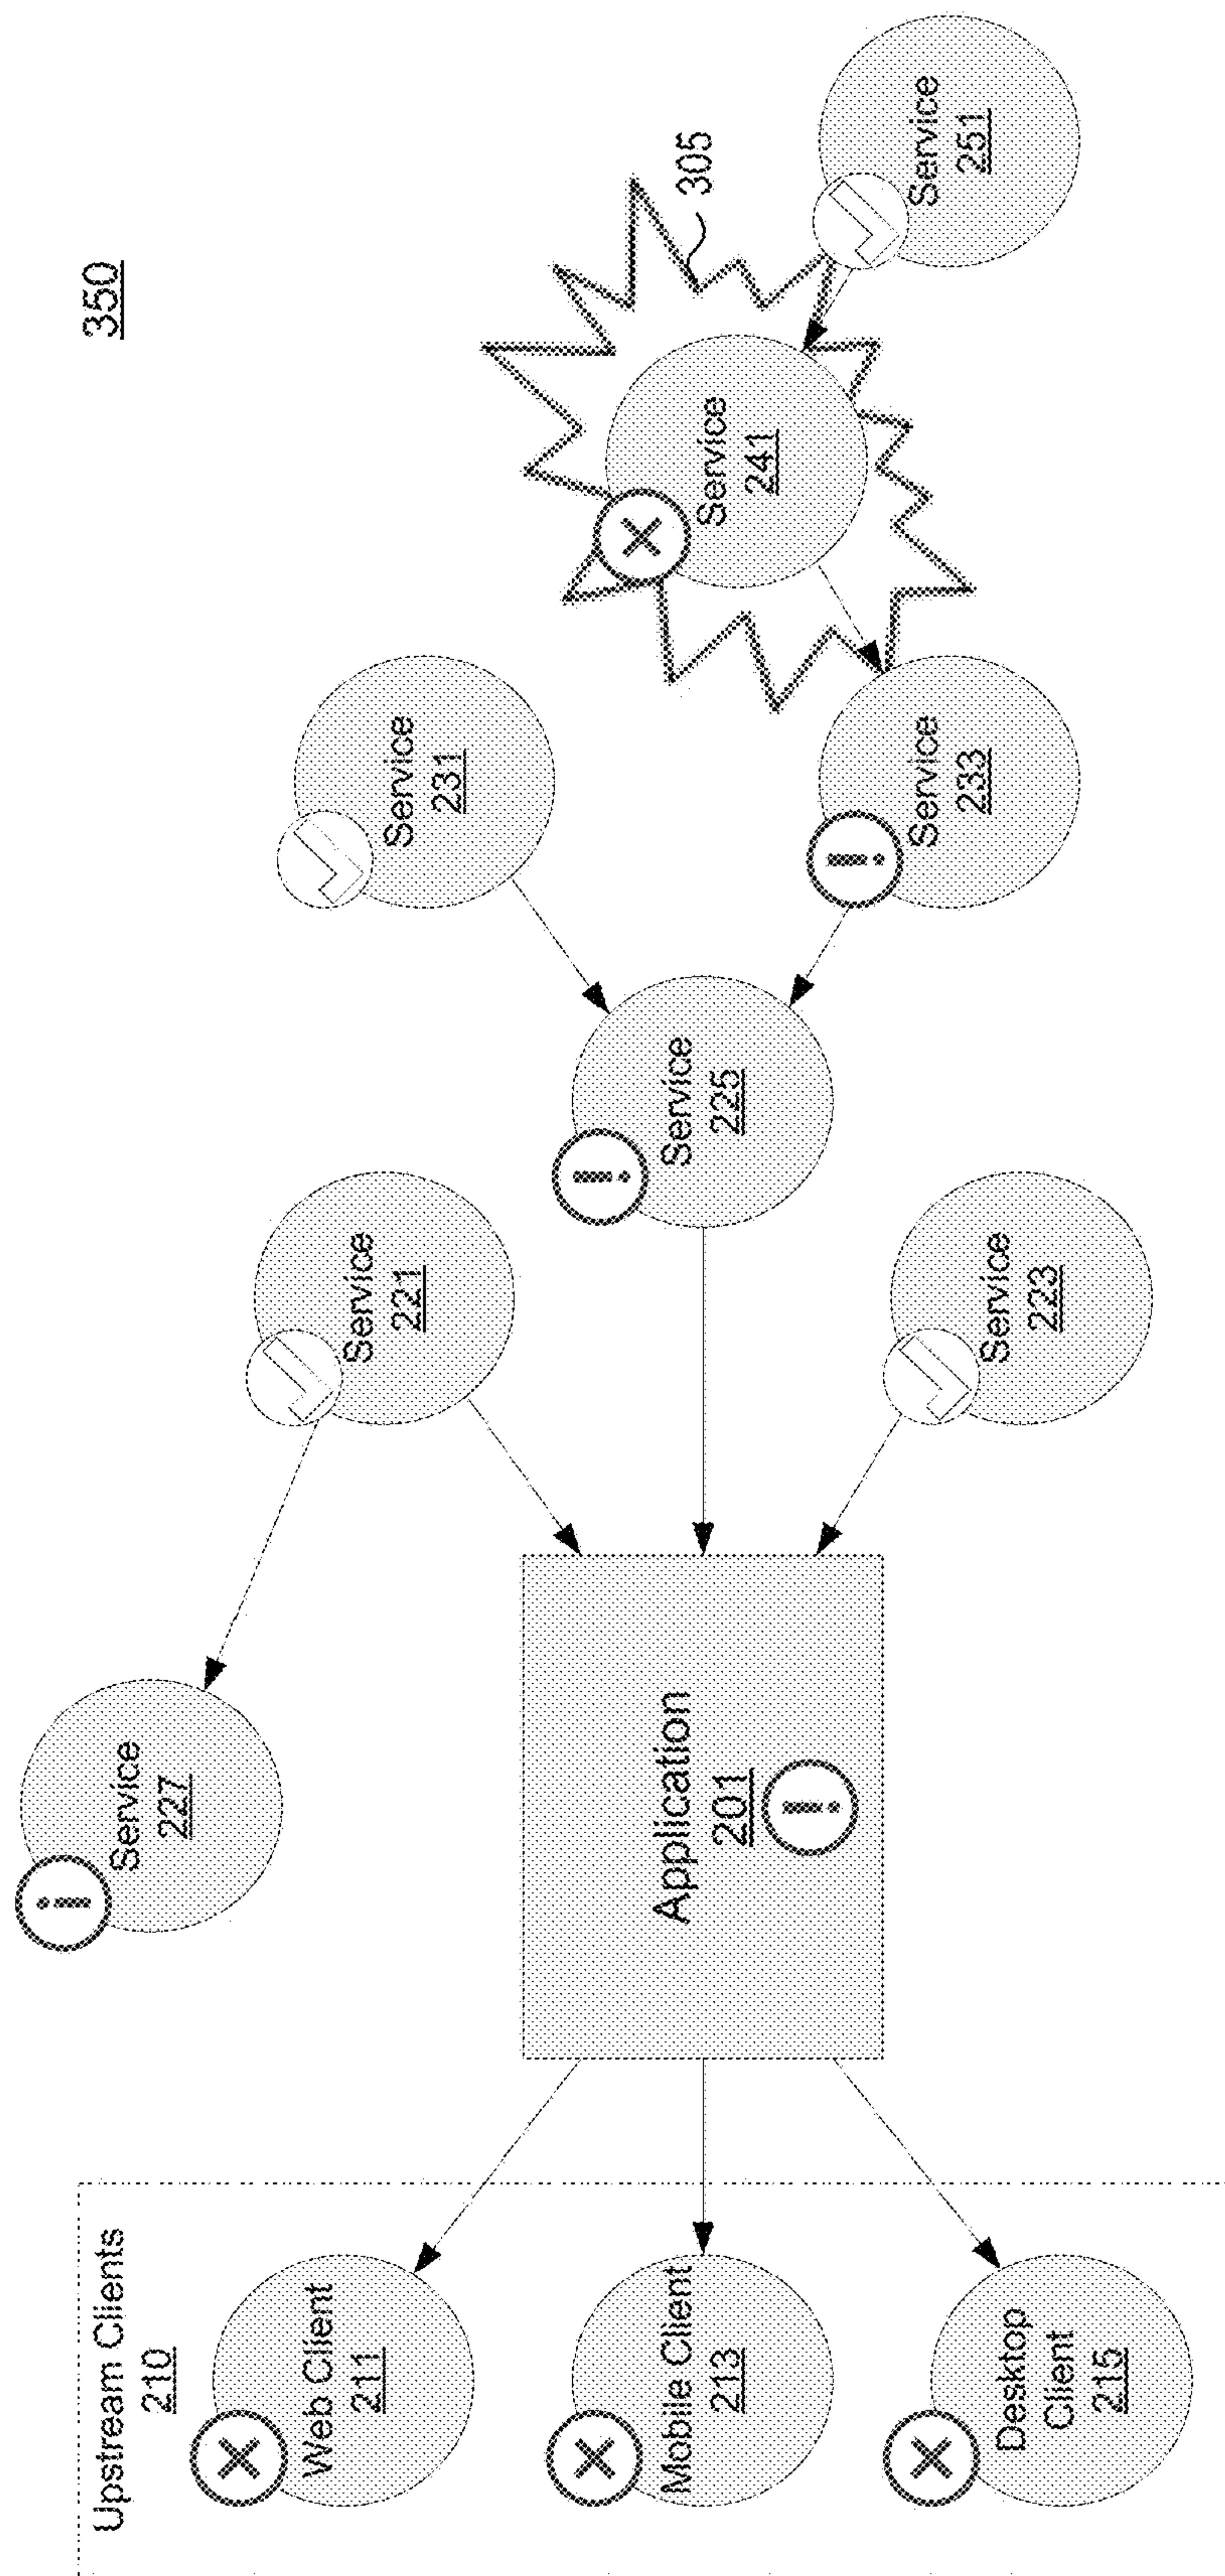 350
Upstream Clients
210
Web Client
211
Mobile Client
213
Desktop
Client
215
Application
201
Service
227
Service
221
Service
223
Service
225
Service
231
Service
233
Service
241
305
Service
251